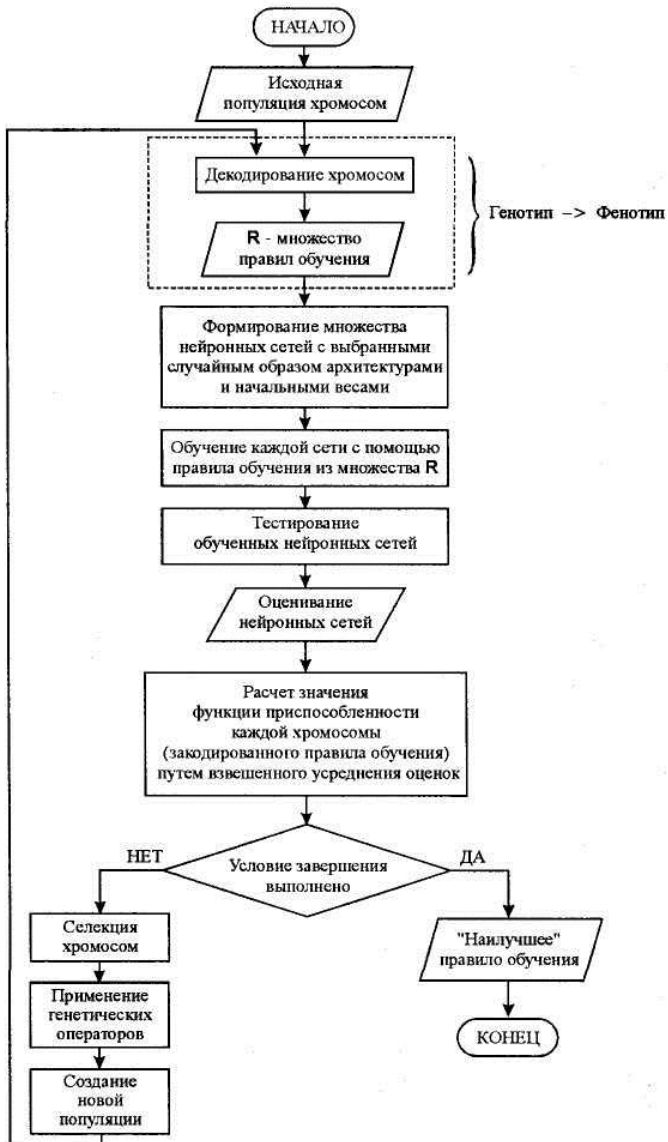 НАЧАЛО
Исходная
популяция хромосом
Декодирование хромосом
R - множество
правил обучения
Генотип -> Фенотип
Формирование множества
нейронных сетей с выбранными
случайным образом архитектурами
и начальными весами
Обучение каждой сети с помощью
правила обучения из множества R
Тестирование
обученных нейронных сетей
Оценивание
нейронных сетей
Расчет значения
функции приспособленности
каждой хромосомы
(закодированного правила обучения)
путем взвешенного усреднения оценок
НЕТ
Условие завершения
выполнено
ДА
Селекция
хромосом
Применение
генетических
операторов
Создание
новой
популяции
"Наилучшее"
правило обучения
КОНЕЦ